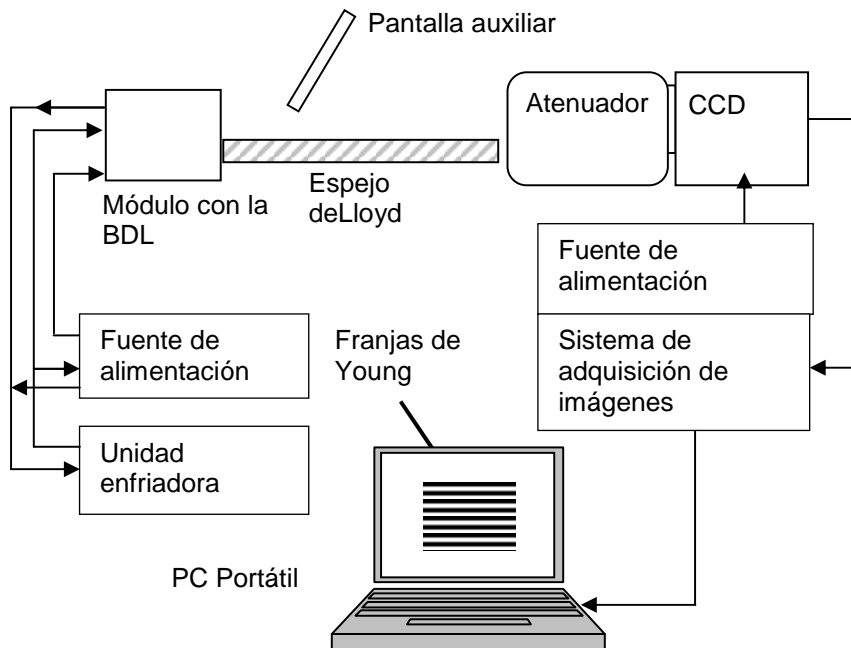 Pantalla auxiliar
Atenuador
CCD
Espejo
deLloyd
Módulo con la
BDL
Fuente de
alimentación
Fuente de
alimentación
Franjas de
Young
Sistema de
adquisición de
imágenes
Unidad
enfriadora
PC Portátil